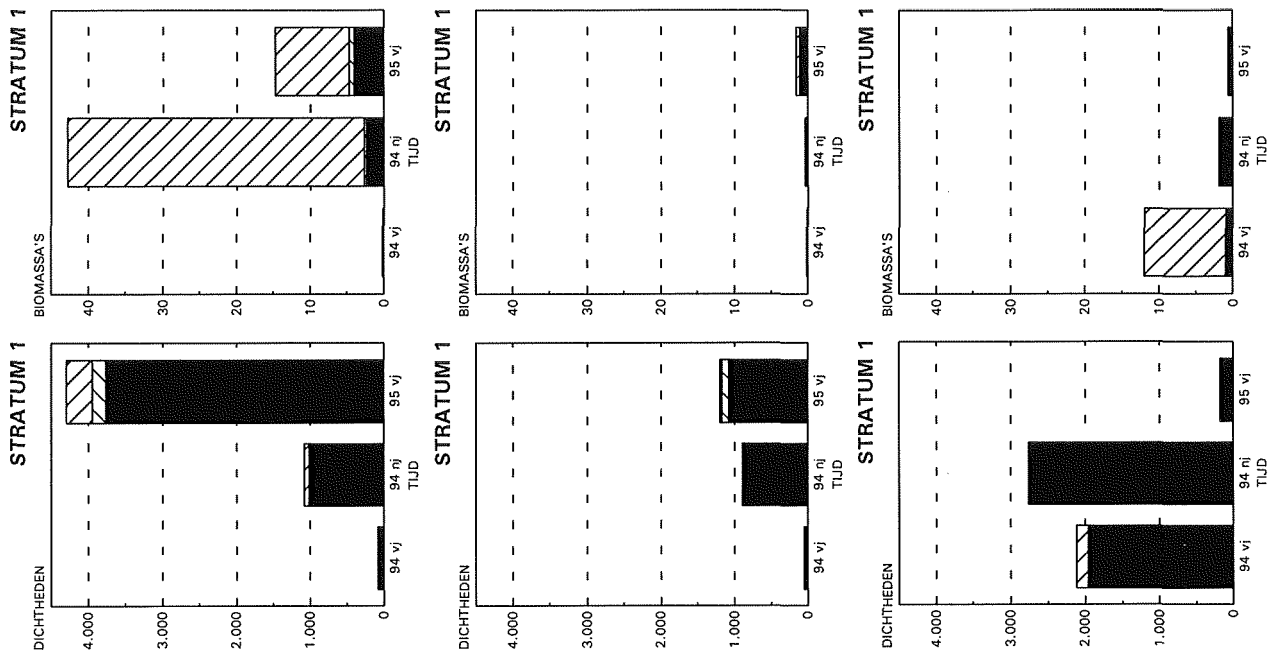 STRATUM 1
DICHTHEDEN
4.000
3.000
2.000
1.000
0
94 vj
94 nj
95 vj
TIJD
STRATUM 1
BIOMASSA'S
40
30
20
10
0
94 vj
94 nj
95 vj
TIJD
STRATUM 1
DICHTHEDEN
4.000
3.000
2.000
1.000
0
94 vj
94 nj
95 vj
TIJD
STRATUM 1
BIOMASSA'S
40
30
20
10
0
94 vj
94 nj
95 vj
TIJD
STRATUM 1
DICHTHEDEN
4.000
3.000
2.000
1.000
0
94 vj
94 nj
95 vj
TIJD
STRATUM 1
BIOMASSA'S
40
30
20
10
0
94 vj
94 nj
95 vj
TIJD